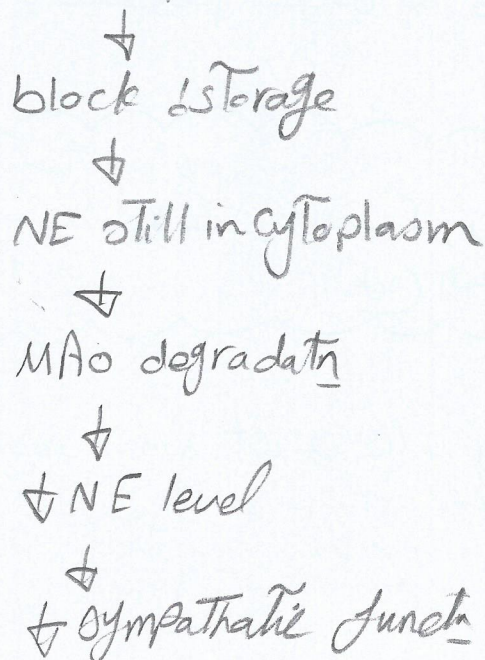 ↓
block storage
↓
NE still in cytoplasm
↓
MAO degradatn
↓
↓ NE level
↓
↓ sympathatic functn